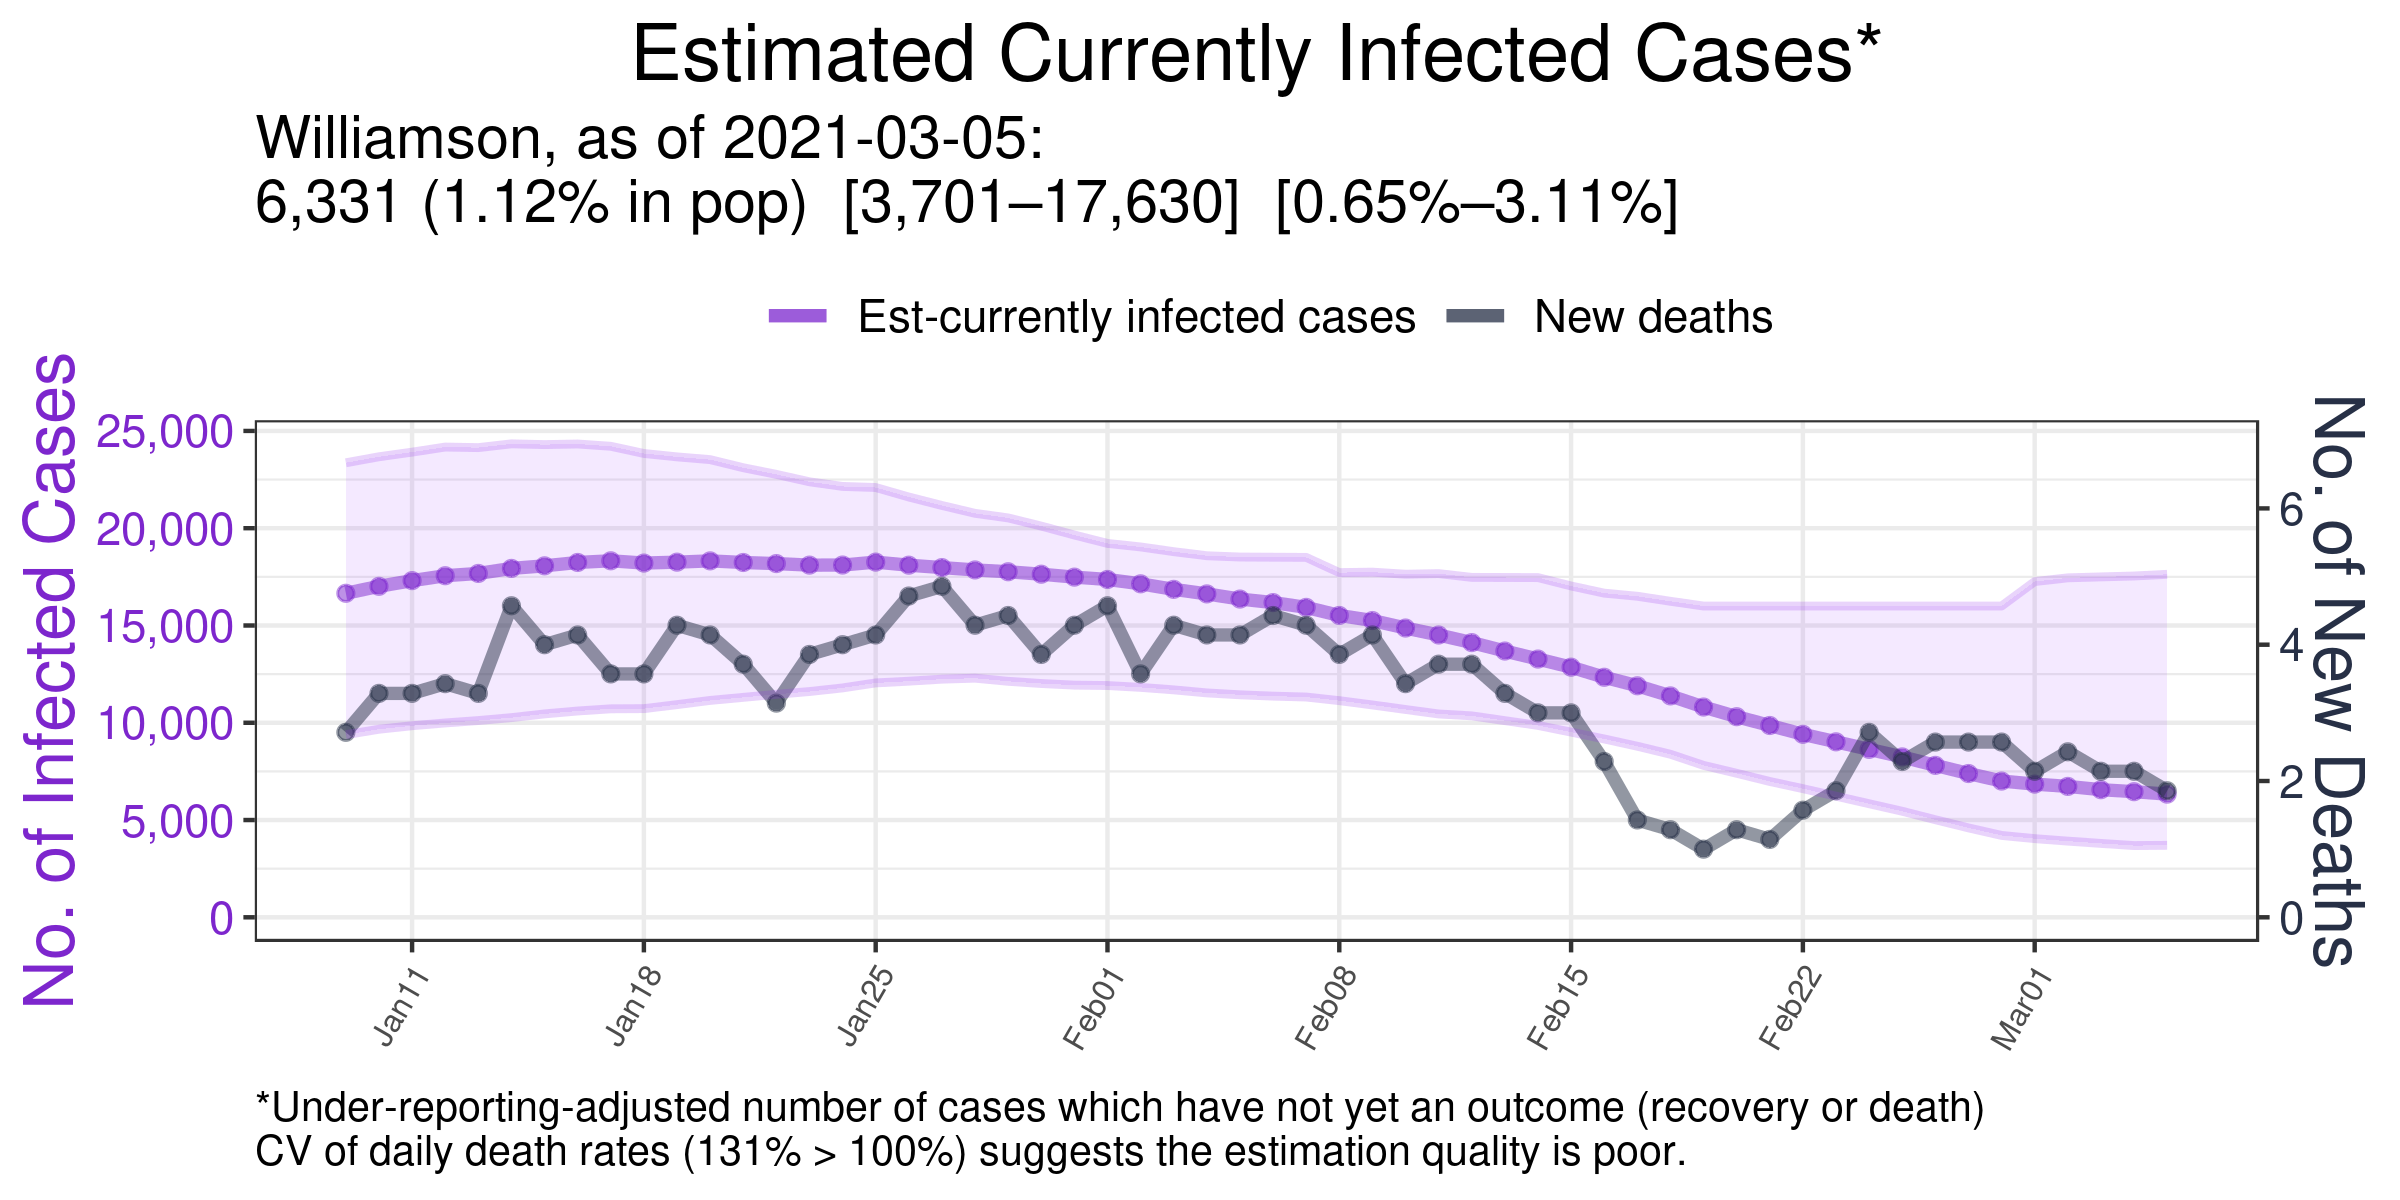 Estimated Currently Infected Cases*
Williamson, as of 2021-03-05:
6,331 (1.12% in pop)  [3,701–17,630]  [0.65%–3.11%]
Est-currently infected cases
New deaths
No. of Infected Cases
25,000
20,000
15,000
10,000
5,000
0
No. of New Deaths
6
4
2
0
Jan11
Jan18
Jan25
Feb01
Feb08
Feb15
Feb22
Mar01
*Under-reporting-adjusted number of cases which have not yet an outcome (recovery or death)
CV of daily death rates (131% > 100%) suggests the estimation quality is poor.